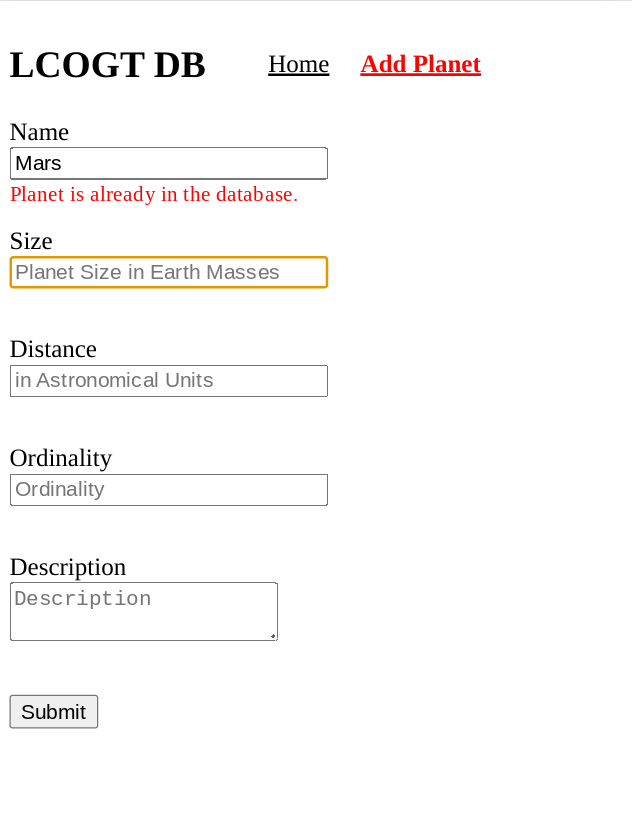 LCOGT DB Home Add Planet
Name
Mars
Planet is already in the database.
Size
Planet Size in Earth Masses
Distance
in Astronomical Units
Ordinality
Ordinality
Description
Description
Submit